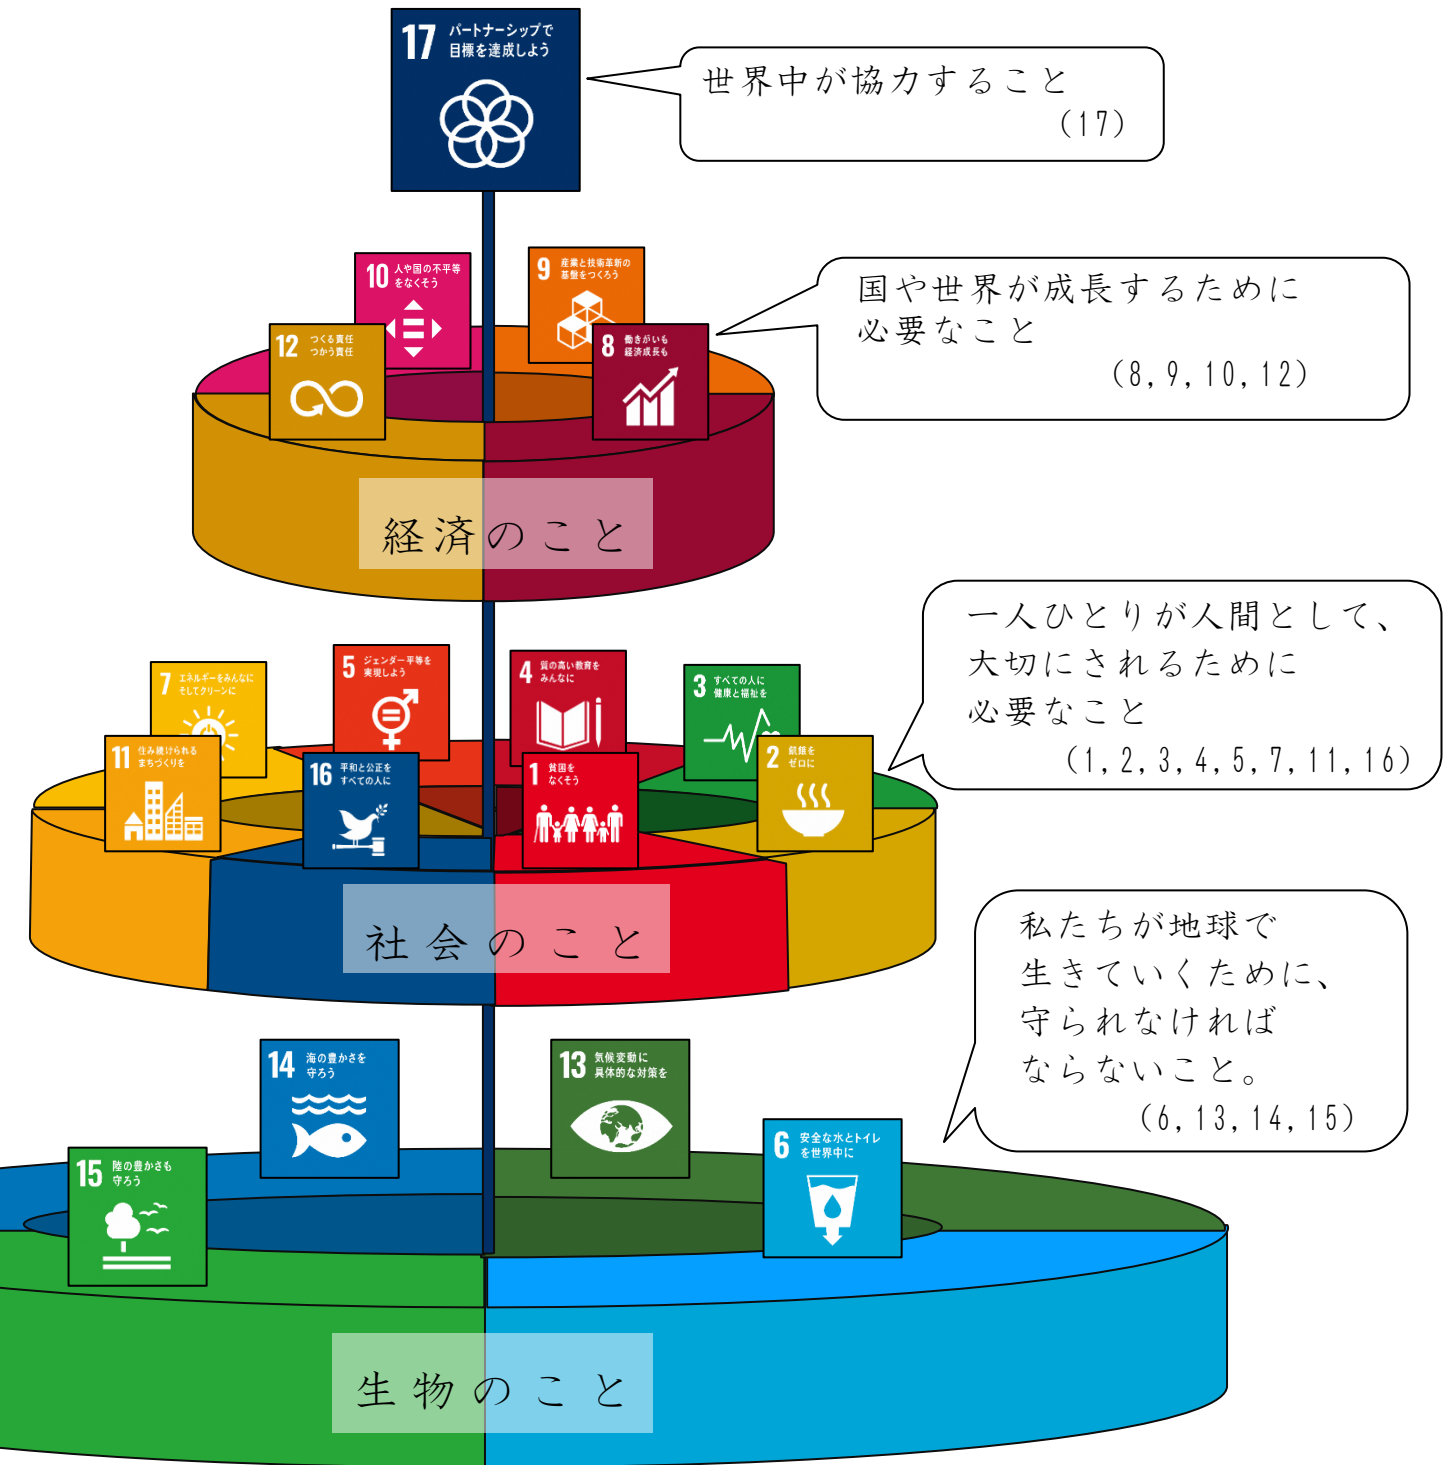 17 パートナーシップで
目標を達成しよう
世界中が協力すること
(17)
10 人や国の不平等
をなくそう
9 産業と技術革新の
基盤をつくろう
12 つくる責任
つかう責任
8 働きがいも
経済成長も
国や世界が成長するために
必要なこと
(8,9,10,12)
経済のこと
7 エネルギーをみんなに
そしてクリーンに
5 ジェンダー平等を
実現しよう
4 質の高い教育を
みんなに
3 すべての人に
健康と福祉を
11 住み続けられる
まちづくりを
16 平和と公正を
すべての人に
1 貧困を
なくそう
2 飢餓を
ゼロに
一人ひとりが人間として、
大切にされるために
必要なこと
(1,2,3,4,5,7,11,16)
社会のこと
14 海の豊かさを
守ろう
13 気候変動に
具体的な対策を
15 陸の豊かさも
守ろう
6 安全な水とトイレ
を世界中に
私たちが地球で
生きていくために、
守られなければ
ならないこと。
(6,13,14,15)
生物のこと